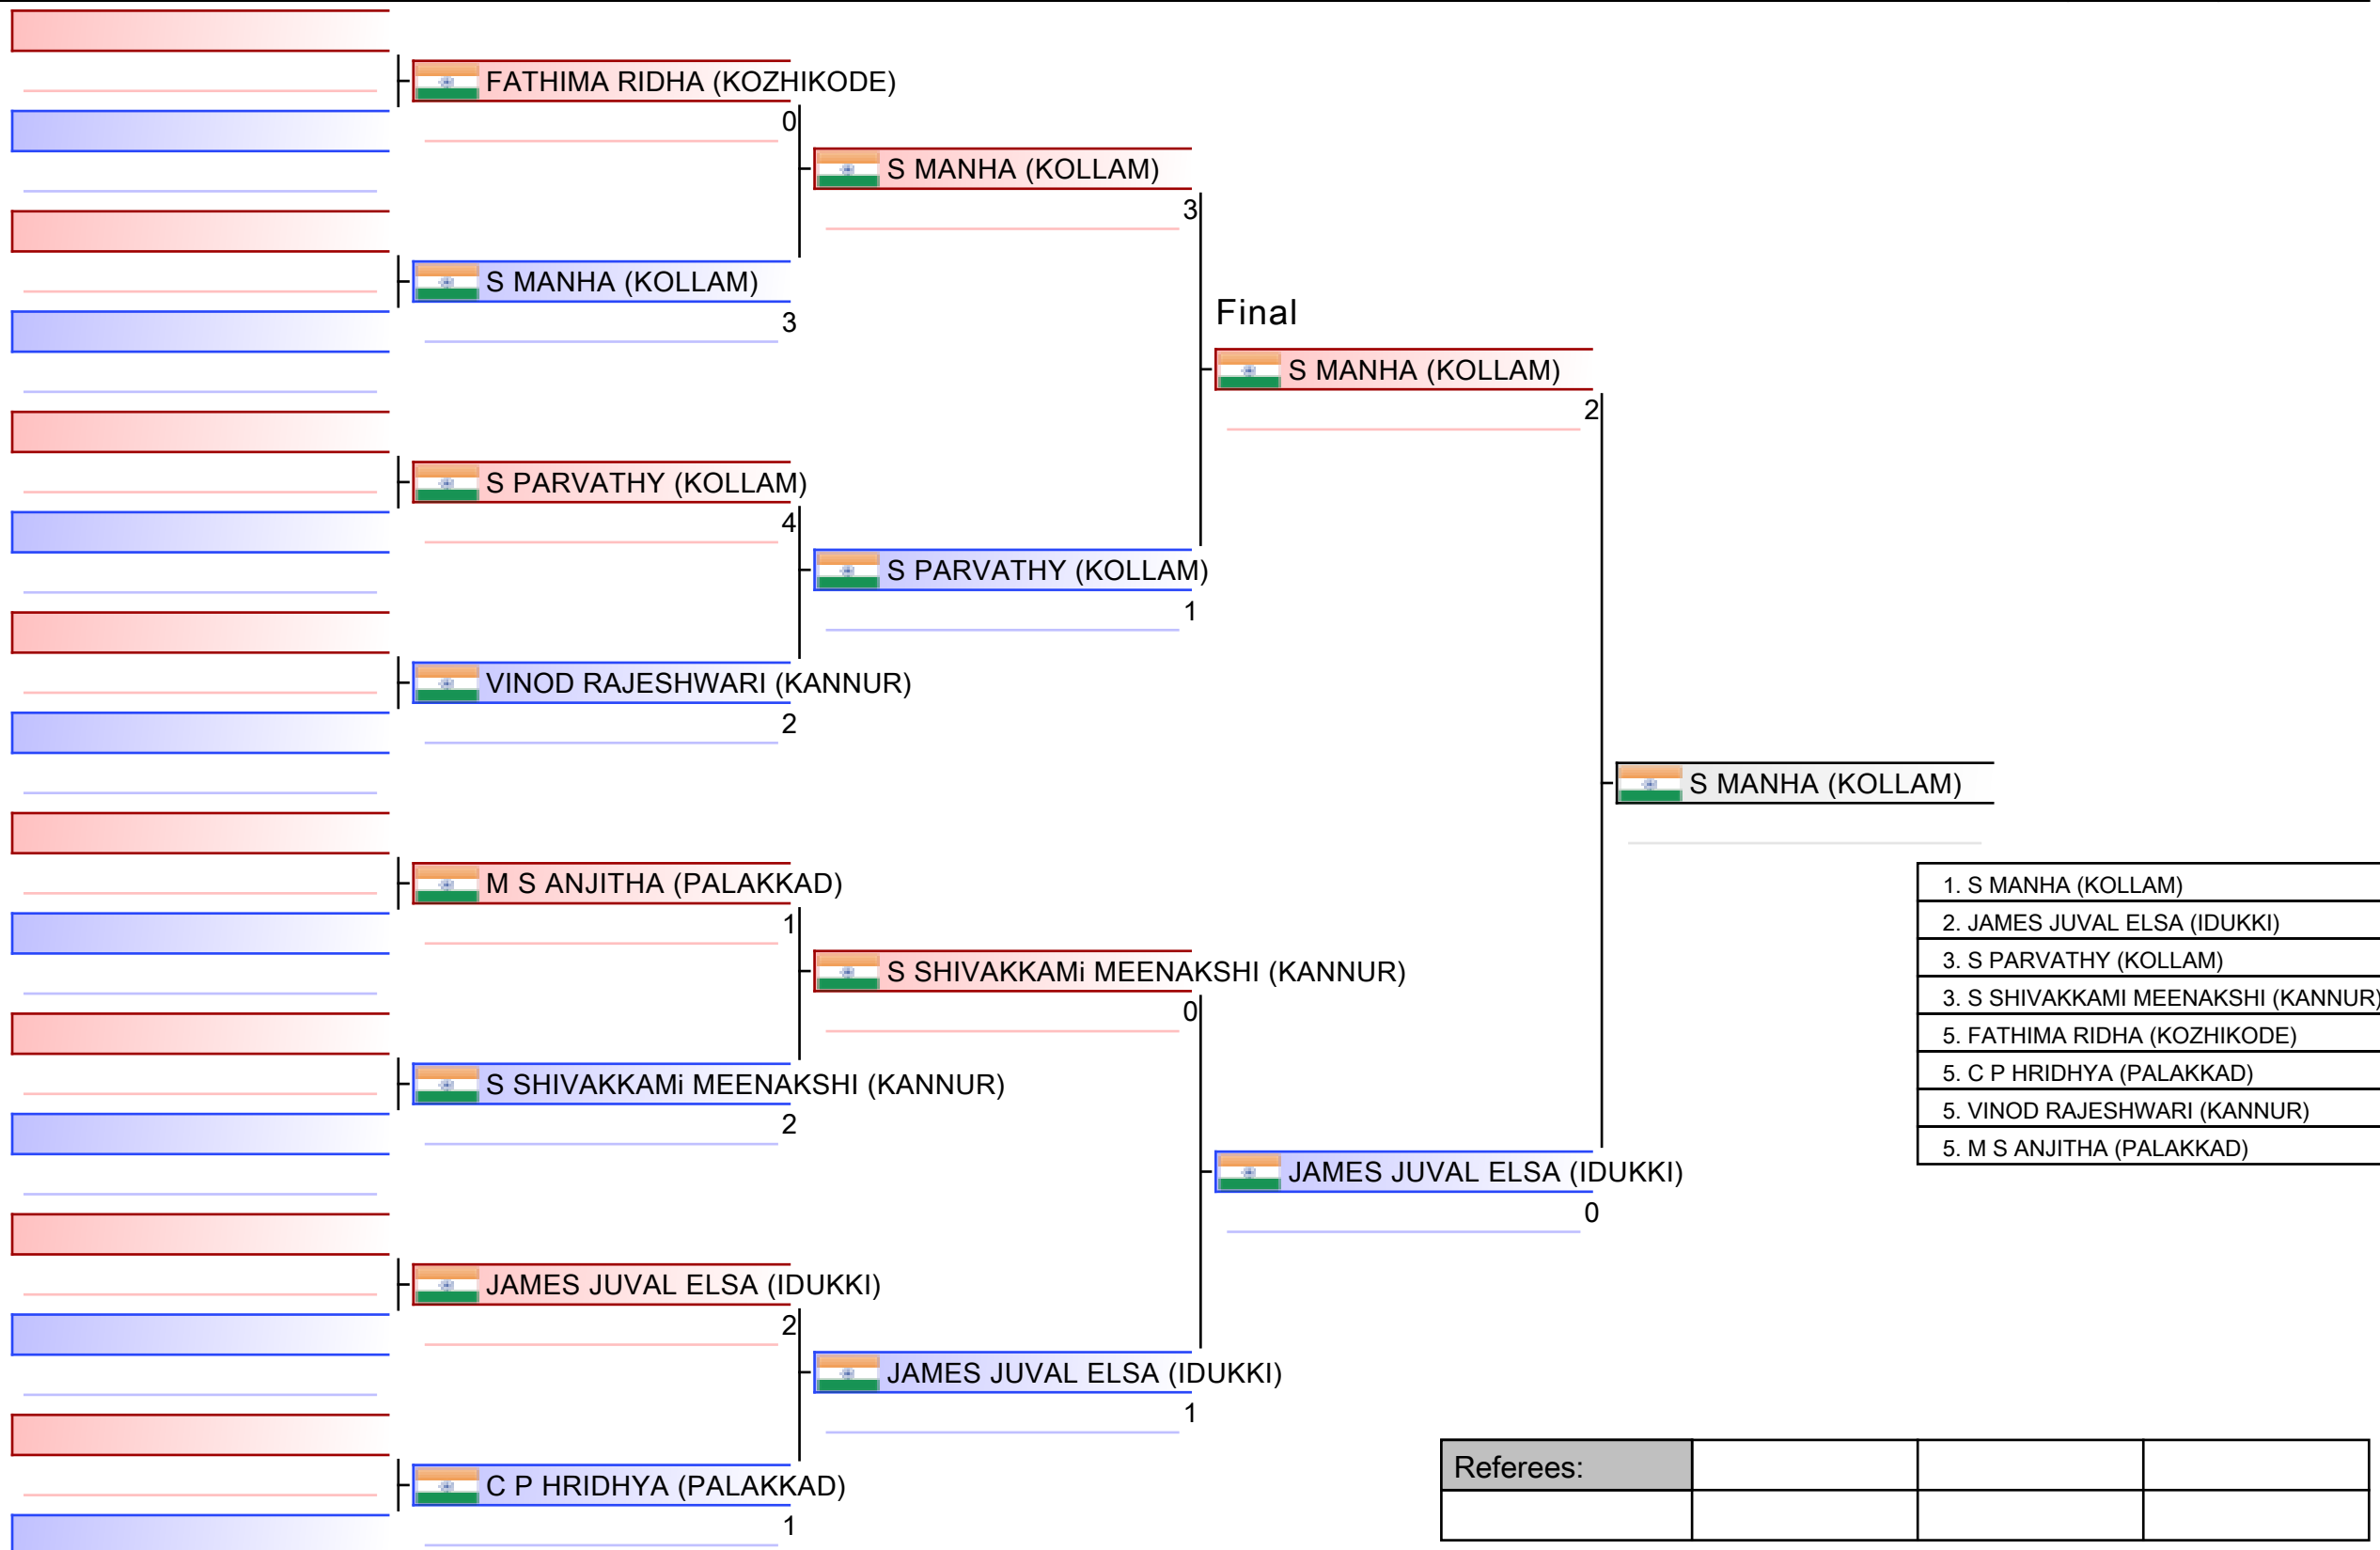 FATHIMA RIDHA (KOZHIKODE)
0
S MANHA (KOLLAM)
3
S MANHA (KOLLAM)
3
Final
S MANHA (KOLLAM)
2
S PARVATHY (KOLLAM)
4
S PARVATHY (KOLLAM)
1
VINOD RAJESHWARI (KANNUR)
2
S MANHA (KOLLAM)
M S ANJITHA (PALAKKAD)
1
S SHIVAKKAMi MEENAKSHI (KANNUR)
0
S SHIVAKKAMi MEENAKSHI (KANNUR)
2
JAMES JUVAL ELSA (IDUKKI)
0
JAMES JUVAL ELSA (IDUKKI)
2
JAMES JUVAL ELSA (IDUKKI)
1
C P HRIDHYA (PALAKKAD)
1
1. S MANHA (KOLLAM)
2. JAMES JUVAL ELSA (IDUKKI)
3. S PARVATHY (KOLLAM)
3. S SHIVAKKAMI MEENAKSHI (KANNUR)
5. FATHIMA RIDHA (KOZHIKODE)
5. C P HRIDHYA (PALAKKAD)
5. VINOD RAJESHWARI (KANNUR)
5. M S ANJITHA (PALAKKAD)
Referees: